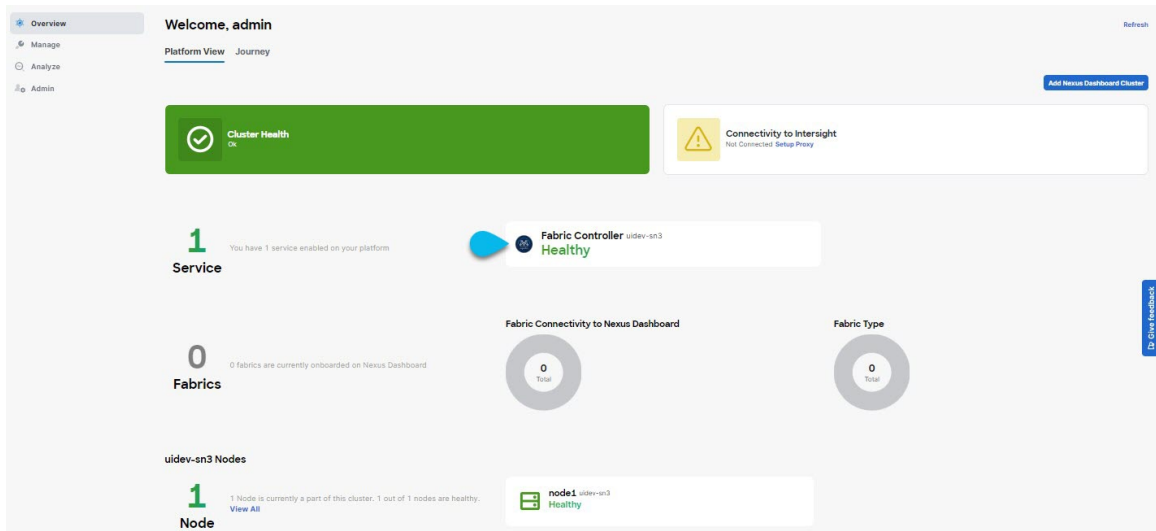 Overview
Manage
Analyze
Admin
Welcome, admin
Refresh
Platform View Journey
Add Nexus Dashboard Cluster
Cluster Health
Ok
Connectivity to Intersight
Not Connected Setup Proxy
1
Service
You have 1 service enabled on your platform
Fabric Controller uidev-sn3
Healthy
Give feedback
0
Fabrics
0 fabrics are currently onboarded on Nexus Dashboard
Fabric Connectivity to Nexus Dashboard
0
Total
Fabric Type
0
Total
uidev-sn3 Nodes
1
Node
1 Node is currently a part of this cluster. 1 out of 1 nodes are healthy.
View All
node1 uidev-sn3
Healthy